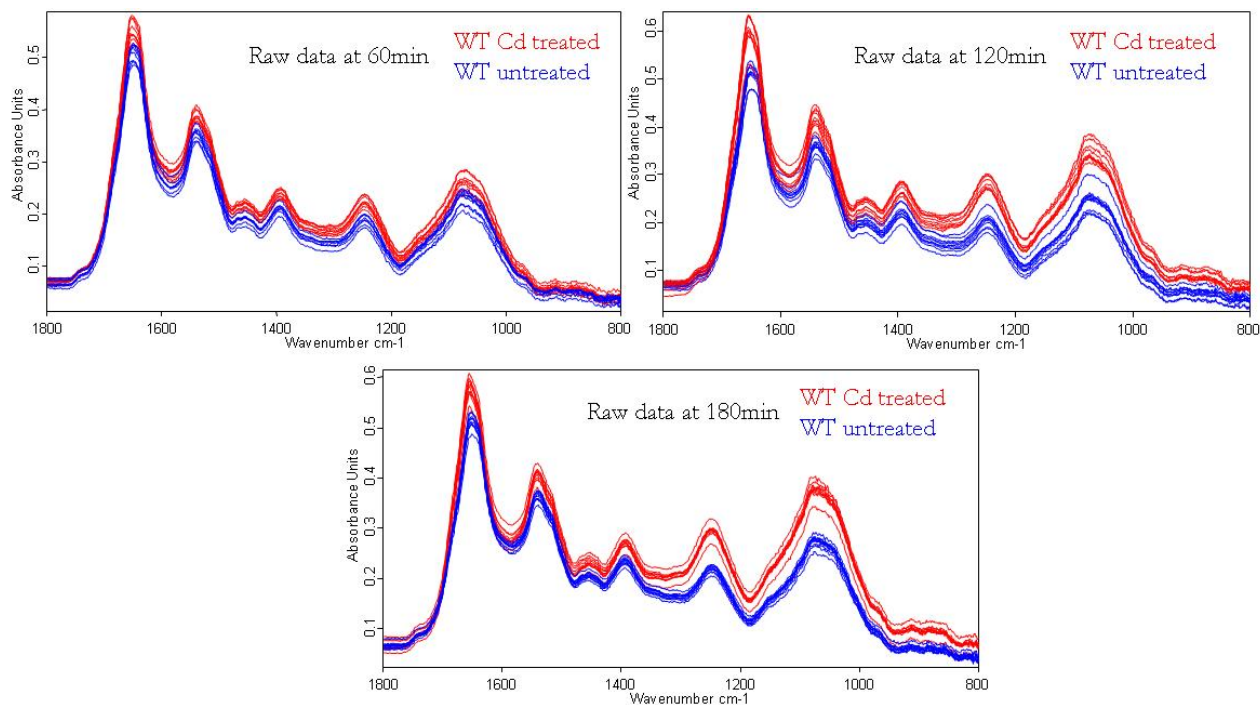 Raw data at 60min
WT Cd treated
WT untreated
Absorbance Units
0.5
0.4
0.3
0.2
0.1
1800
1600
1400
1200
1000
800
Wavenumber cm-1
Raw data at 120min
WT Cd treated
WT untreated
Absorbance Units
0.6
0.5
0.4
0.3
0.2
0.1
1800
1600
1400
1200
1000
800
Wavenumber cm-1
Raw data at 180min
WT Cd treated
WT untreated
Absorbance Units
0.6
0.5
0.4
0.3
0.2
0.1
1800
1600
1400
1200
1000
800
Wavenumber cm-1